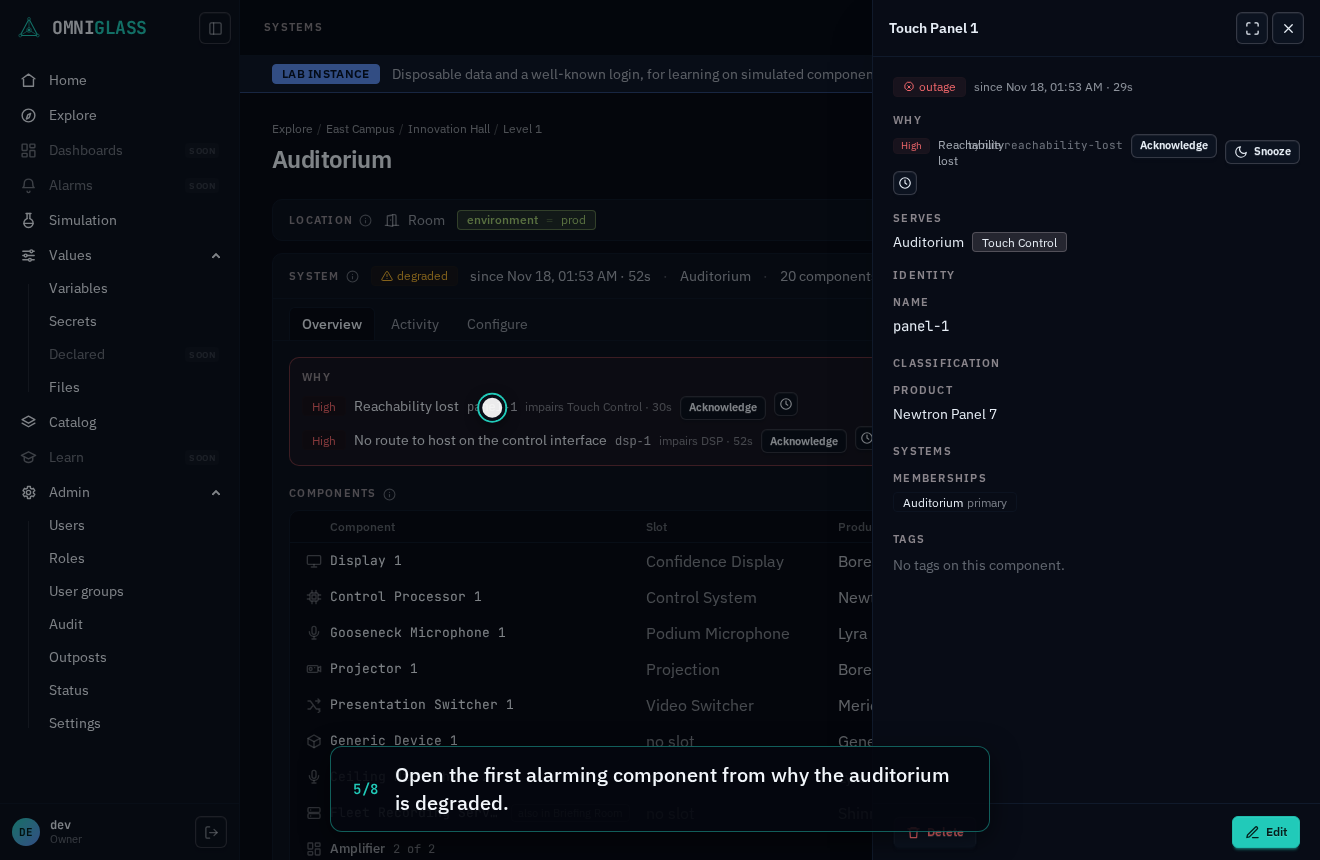 OMNIGLASS
Home
Explore
Dashboards SOON
Alarms SOON
Simulation
Values
Variables
Secrets
Declared SOON
Files
Catalog
Learn SOON
Admin
Users
Roles
User groups
Audit
Outposts
Status
Settings
DE dev
Owner
SYSTEMS
LAB INSTANCE Disposable data and a well-known login, for learning on simulated componen
Explore / East Campus / Innovation Hall / Level 1
Auditorium
LOCATION Room environment = prod
SYSTEM degraded since Nov 18, 01:53 AM · 52s · Auditorium · 20 components
Overview Activity Configure
WHY
High Reachability lost impairs Touch Control · 30s Acknowledge
High No route to host on the control interface dsp-1 impairs DSP · 52s Acknowledge
COMPONENTS
Component Slot Produ
Display 1 Confidence Display Bore
Control Processor 1 Control System Newt
Gooseneck Microphone 1 Podium Microphone Lyra
Projector 1 Projection Bore
Presentation Switcher 1 Video Switcher Meri
Generic Device 1 no slot Gene
Ceiling
Fleet Recording no slot
Amplifier 2 of 2
5/8 Open the first alarming component from why the auditorium
is degraded.
Touch Panel 1
outage since Nov 18, 01:53 AM · 29s
WHY
High Reachability reachability-lost Acknowledge Snooze
lost
SERVES
Auditorium Touch Control
IDENTITY
NAME
panel-1
CLASSIFICATION
PRODUCT
Newtron Panel 7
SYSTEMS
MEMBERSHIPS
Auditorium primary
TAGS
No tags on this component.
Delete Edit